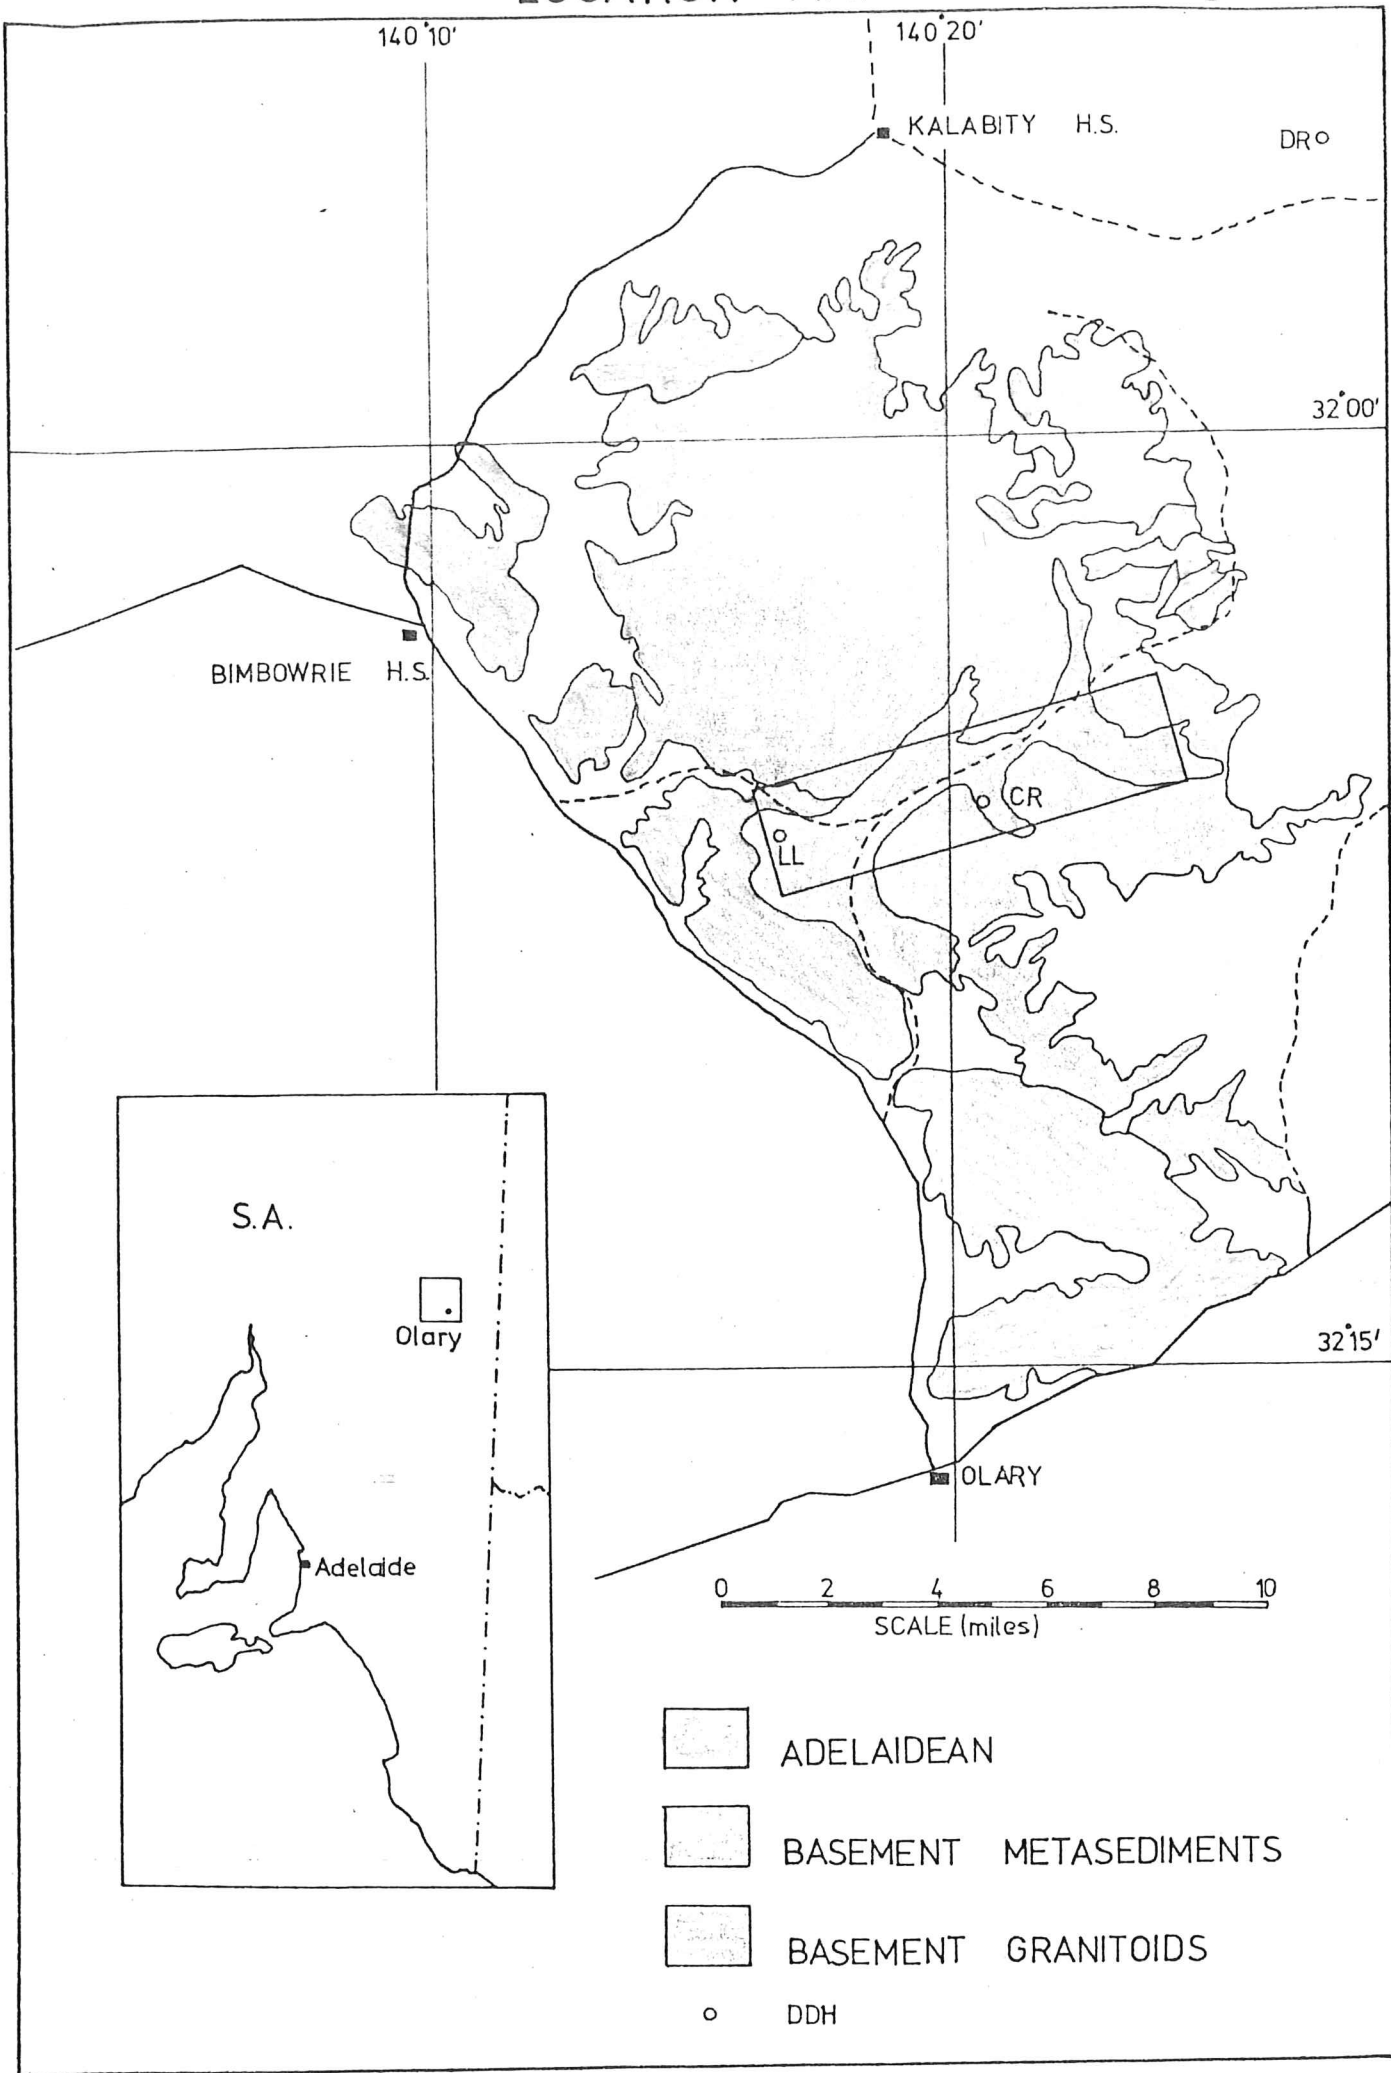 LOCATION
140°10'
140°20'
KALABITY H.S.
DR
32°00'
BIMBOWRIE H.S.
CR
LL
S.A.
Olary
32°15'
OLARY
Adelaide
0 2 4 6 8 10
SCALE (miles)
ADELAIDEAN
BASEMENT METASEDIMENTS
BASEMENT GRANITOIDS
DDH